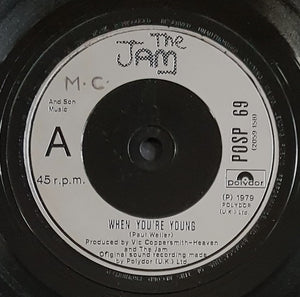 The
JAM
M.C.
And Son
Music
A
45 r.p.m.
POSP 69
(2059 158)
polydor
(P) 1979
POLYDOR
(U.K.) Ltd
WHEN YOU'RE YOUNG
(Paul Weller)
Produced by Vic Coppersmith-Heaven
and The Jam
Original sound recording made
by Polydor (U.K.) Ltd.